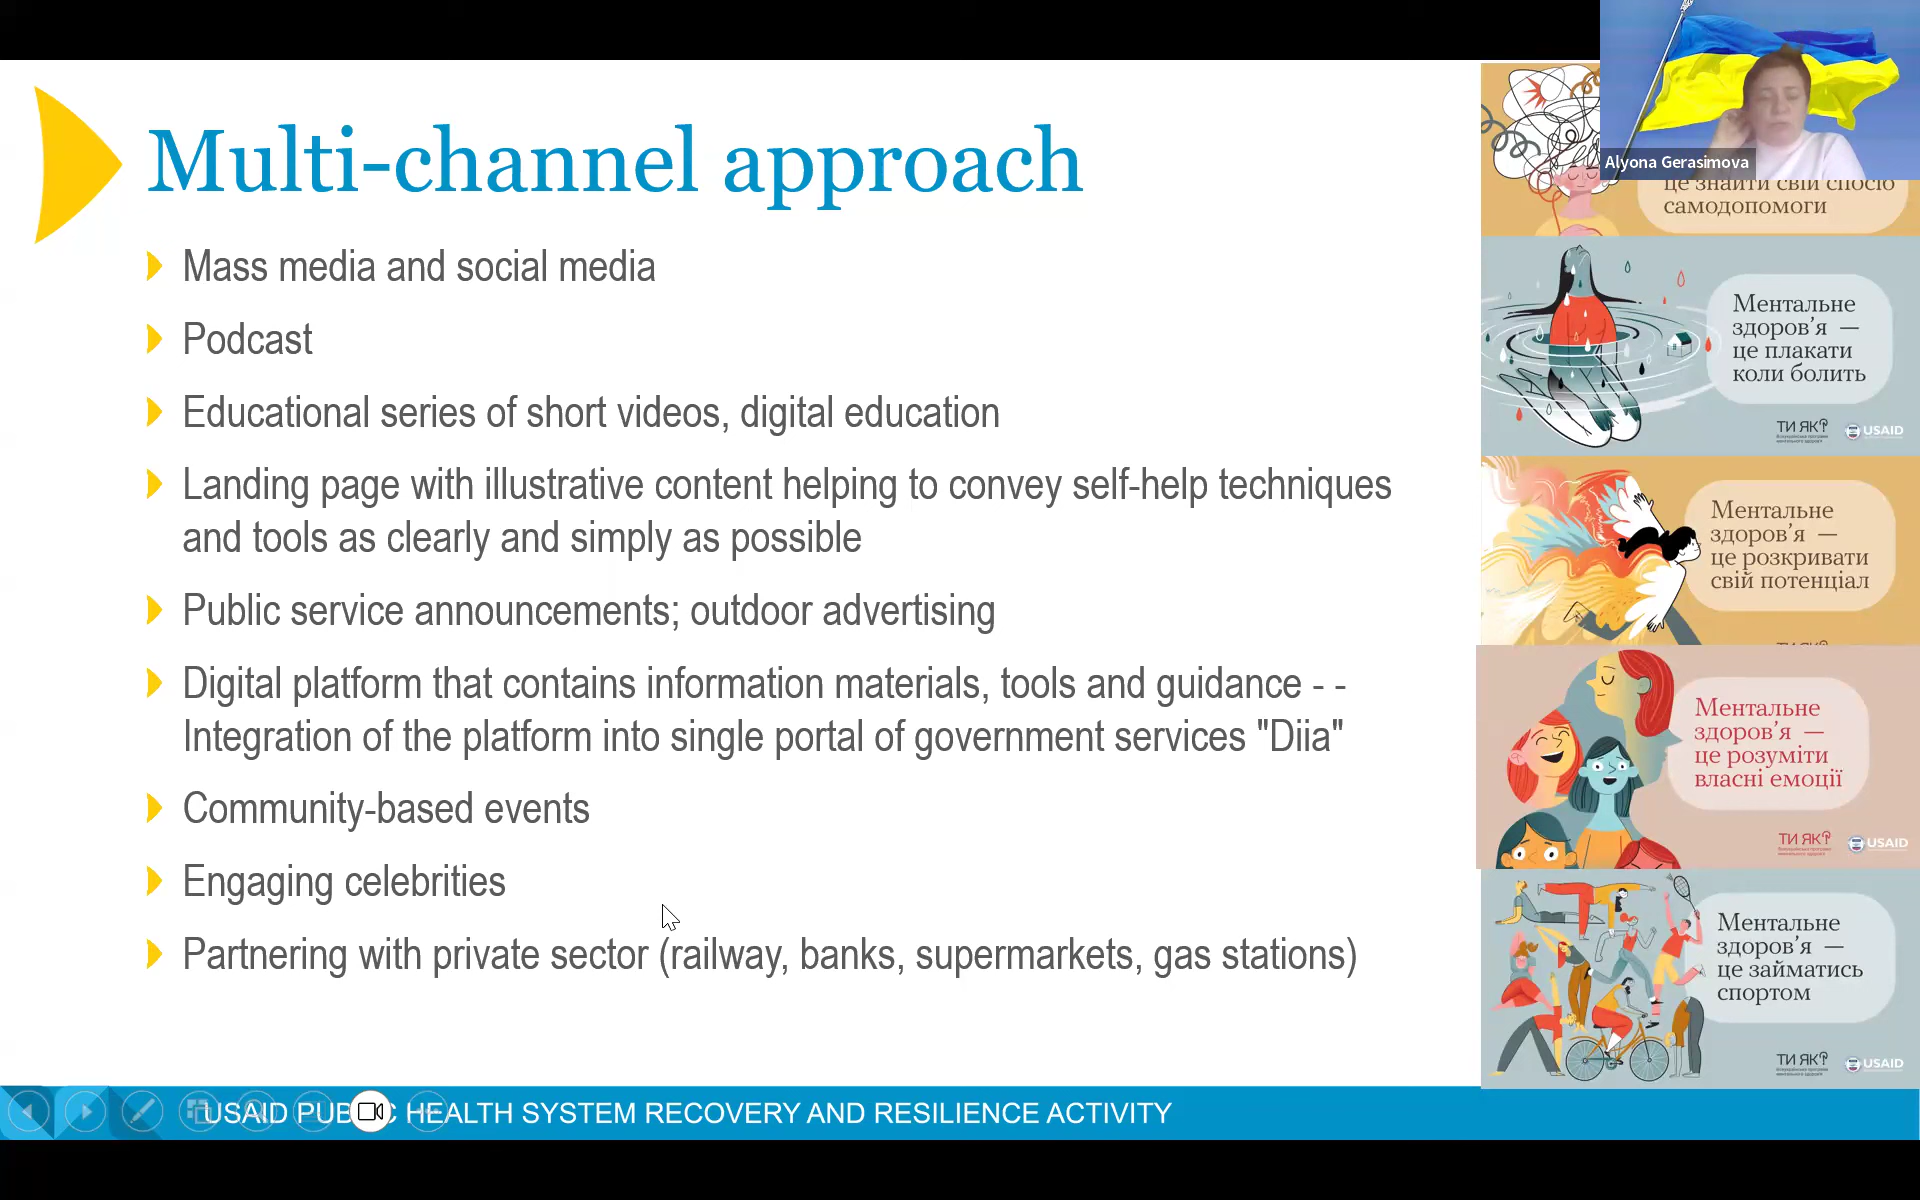 Multi-channel approach
Mass media and social media
Podcast
Educational series of short videos, digital education
Landing page with illustrative content helping to convey self-help techniques
and tools as clearly and simply as possible
Public service announcements; outdoor advertising
Digital platform that contains information materials, tools and guidance - -
Integration of the platform into single portal of government services "Diia"
Community-based events
Engaging celebrities
Partnering with private sector (railway, banks, supermarkets, gas stations)
USAID PUBLIC HEALTH SYSTEM RECOVERY AND RESILIENCE ACTIVITY
Alyona Gerasimova
це знайти свій спосіб
самодопомоги
Ментальне
здоров’я —
це плакати
коли болить
ТИ ЯК?
USAID
Ментальне
здоров’я —
це розкривати
свій потенціал
Ментальне
здоров’я —
це розуміти
власні емоції
ТИ ЯК?
USAID
Ментальне
здоров’я —
це займатись
спортом
ТИ ЯК?
USAID